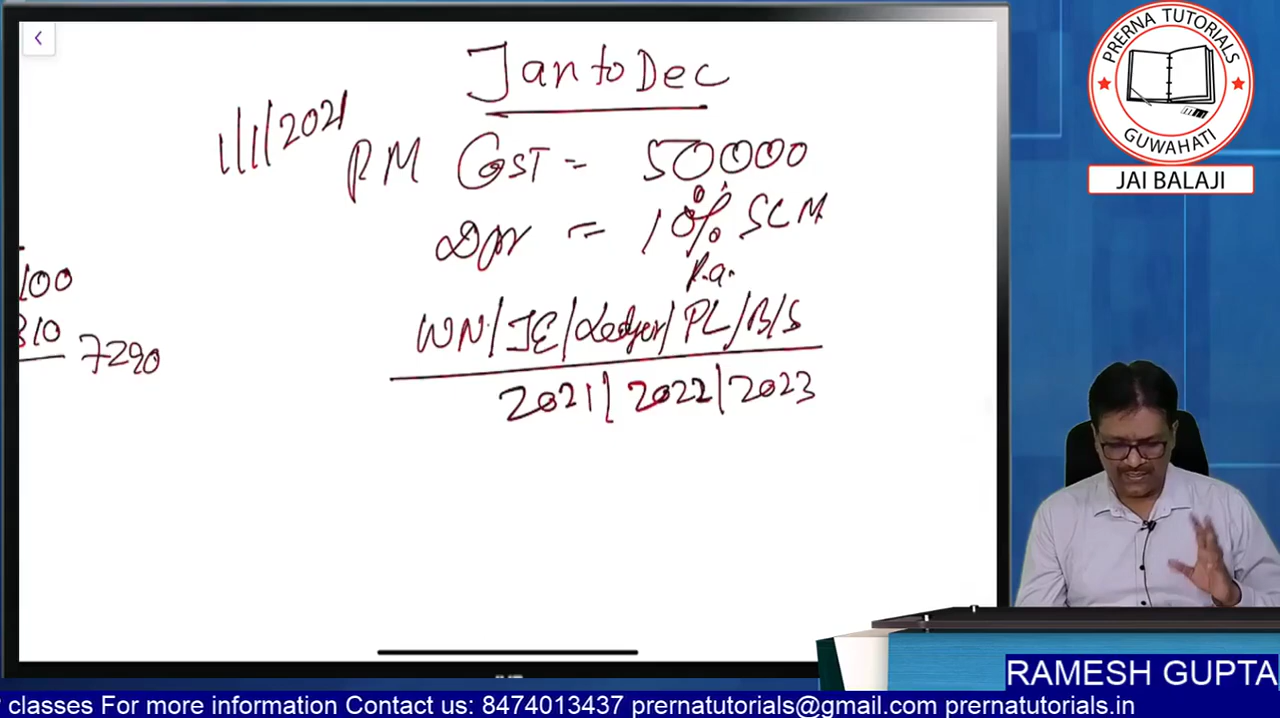 Jan to Dec
1/1/2021
PM Cost = 50000
Dpr = 10% SLM
p.a.
100
810
7290
WN/JE/Ledger/PL/B/S
2021/2022/2023
PRERNA TUTORIALS
GUWAHATI
JAI BALAJI
RAMESH GUPTA
classes For more information Contact us: 8474013437 prernatutorials@gmail.com prernatutorials.in